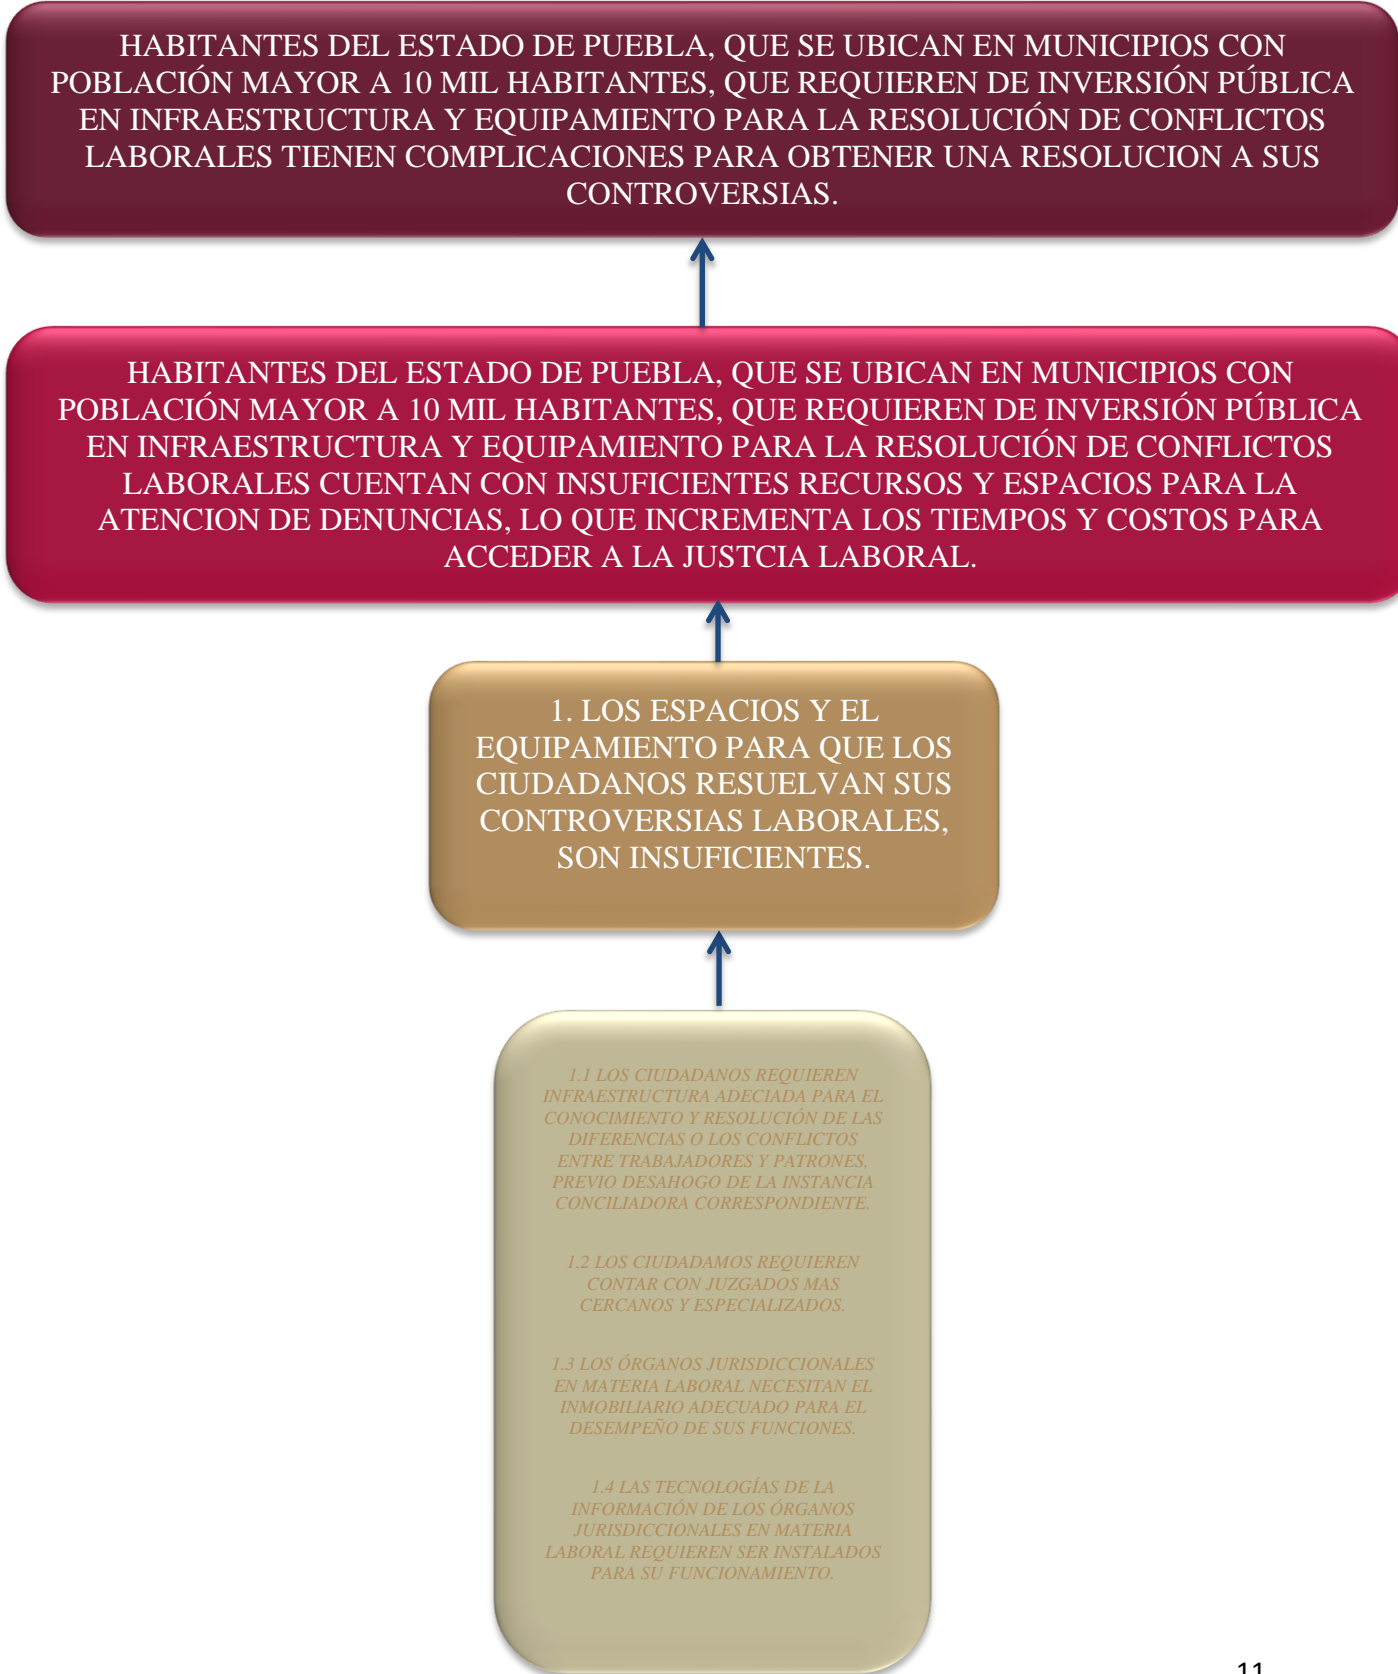 HABITANTES DEL ESTADO DE PUEBLA, QUE SE UBICAN EN MUNICIPIOS CON
POBLACIÓN MAYOR A 10 MIL HABITANTES, QUE REQUIEREN DE INVERSIÓN PÚBLICA
EN INFRAESTRUCTURA Y EQUIPAMIENTO PARA LA RESOLUCIÓN DE CONFLICTOS
LABORALES TIENEN COMPLICACIONES PARA OBTENER UNA RESOLUCION A SUS
CONTROVERSIAS.
HABITANTES DEL ESTADO DE PUEBLA, QUE SE UBICAN EN MUNICIPIOS CON
POBLACIÓN MAYOR A 10 MIL HABITANTES, QUE REQUIEREN DE INVERSIÓN PÚBLICA
EN INFRAESTRUCTURA Y EQUIPAMIENTO PARA LA RESOLUCIÓN DE CONFLICTOS
LABORALES CUENTAN CON INSUFICIENTES RECURSOS Y ESPACIOS PARA LA
ATENCION DE DENUNCIAS, LO QUE INCREMENTA LOS TIEMPOS Y COSTOS PARA
ACCEDER A LA JUSTCIA LABORAL.
1. LOS ESPACIOS Y EL
EQUIPAMIENTO PARA QUE LOS
CIUDADANOS RESUELVAN SUS
CONTROVERSIAS LABORALES,
SON INSUFICIENTES.
1.1 LOS CIUDADANOS REQUIEREN
INFRAESTRUCTURA ADECIADA PARA EL
CONOCIMIENTO Y RESOLUCIÓN DE LAS
DIFERENCIAS O LOS CONFLICTOS
ENTRE TRABAJADORES Y PATRONES,
PREVIO DESAHOGO DE LA INSTANCIA
CONCILIADORA CORRESPONDIENTE.
1.2 LOS CIUDADAMOS REQUIEREN
CONTAR CON JUZGADOS MAS
CERCANOS Y ESPECIALIZADOS.
1.3 LOS ÓRGANOS JURISDICCIONALES
EN MATERIA LABORAL NECESITAN EL
INMOBILIARIO ADECUADO PARA EL
DESEMPEÑO DE SUS FUNCIONES.
1.4 LAS TECNOLOGÍAS DE LA
INFORMACIÓN DE LOS ÓRGANOS
JURISDICCIONALES EN MATERIA
LABORAL REQUIEREN SER INSTALADOS
PARA SU FUNCIONAMIENTO.
11